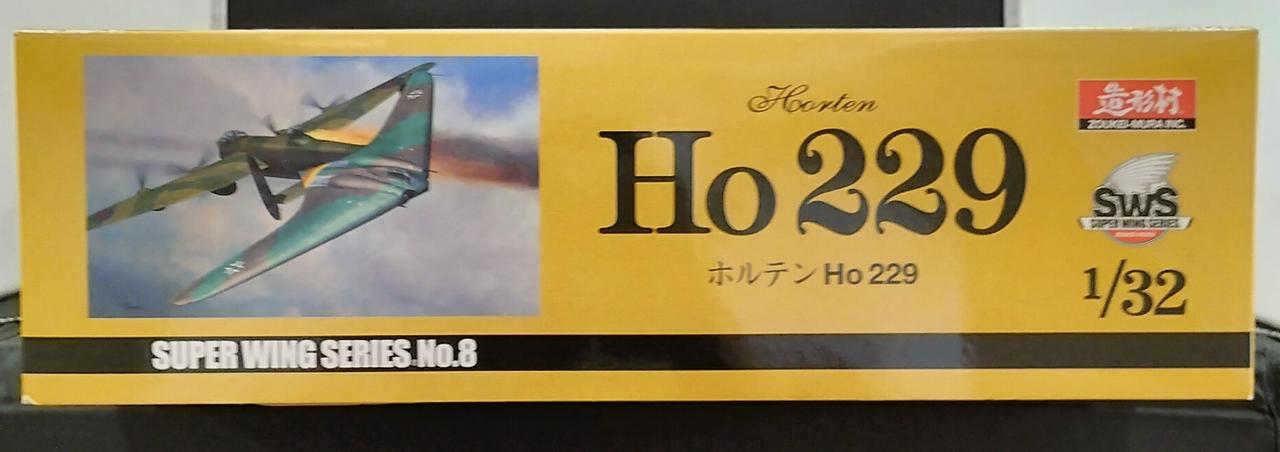 Horten
Ho 229
ホルテン Ho 229
SUPER WING SERIES No.8
造形村
ZOUKEI-MURA INC.
SWS
SUPER WING SERIES
1/32